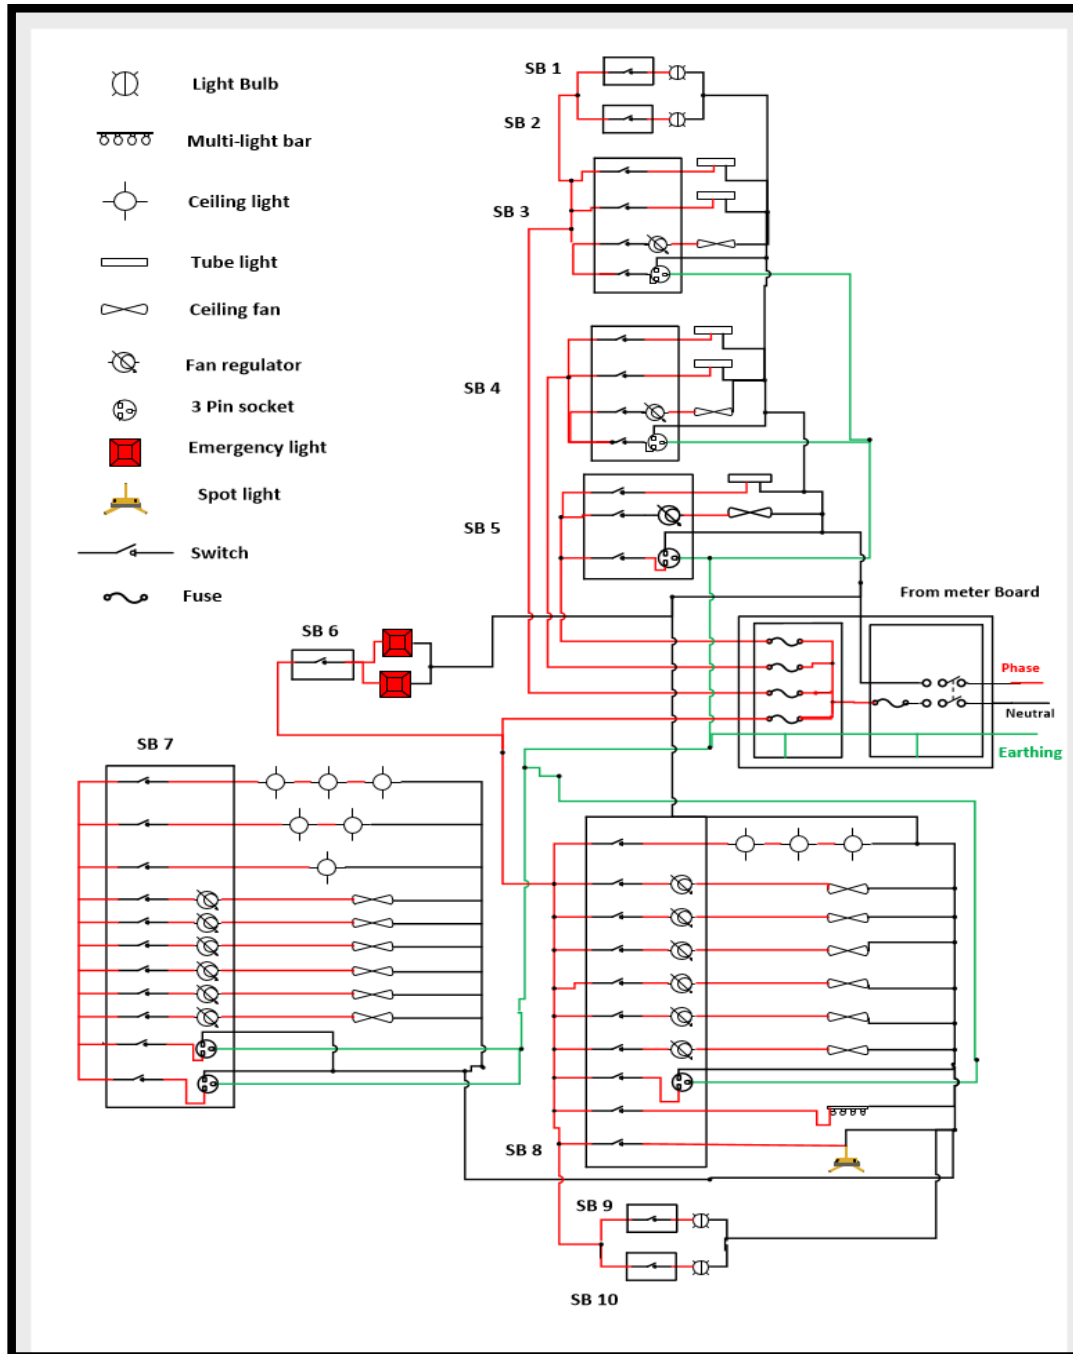 Light Bulb
Multi-light bar
Ceiling light
Tube light
Ceiling fan
Fan regulator
3 Pin socket
Emergency light
Spot light
Switch
Fuse
SB 1
SB 2
SB 3
SB 4
SB 5
From meter Board
SB 6
Phase
Neutral
Earthing
SB 7
SB 8
SB 9
SB 10